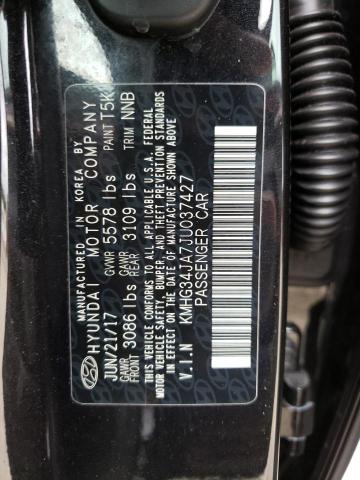 MANUFACTURED BY IN KOREA
HYUNDAI MOTOR COMPANY
JUN/21/17 GVWR 5578 lbs PAINT T5K
GAWR FRONT 3086 lbs GAWR REAR 3109 lbs TRIM NNB
THIS VEHICLE CONFORMS TO ALL APPLICABLE U.S.A. FEDERAL
MOTOR VEHICLE SAFETY, BUMPER, AND THEFT PREVENTION STANDARDS
IN EFFECT ON THE DATE OF MANUFACTURE SHOWN ABOVE.
V.I.N KMHG34JA7JU037427
PASSENGER CAR